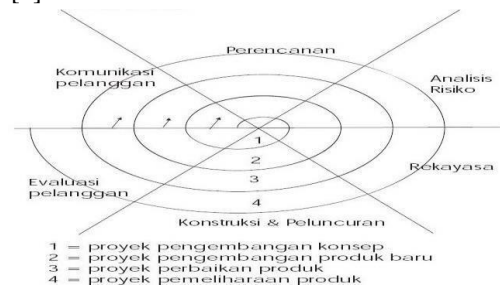 Perencanan
Komunikasi
pelanggan
Analisis
Risiko
1
2
3
4
Rekayasa
Evaluasi
pelanggan
Konstruksi & Peluncuran
1 = proyek pengembangan konsep
2 = proyek pengembangan produk baru
3 = proyek perbaikan produk
4 = proyek pemeliharaan produk